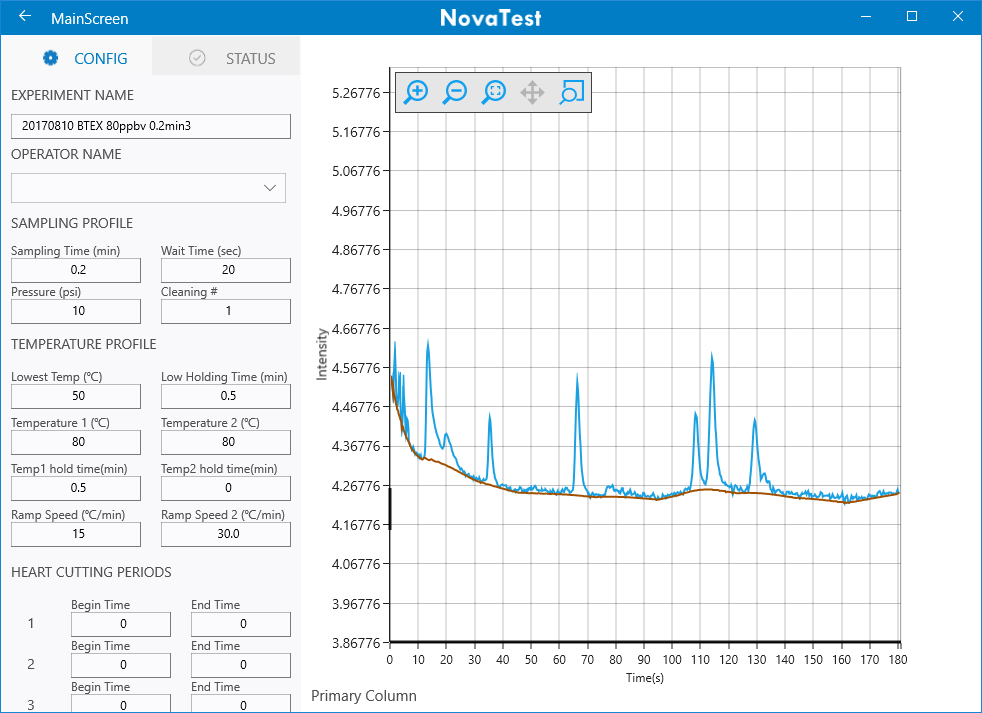 MainScreen
NovaTest
CONFIG
STATUS
EXPERIMENT NAME
20170810 BTEX 80ppbv 0.2min3
OPERATOR NAME
SAMPLING PROFILE
Sampling Time (min) Wait Time (sec)
0.2 20
Pressure (psi) Cleaning #
10 1
TEMPERATURE PROFILE
Lowest Temp (℃) Low Holding Time (min)
50 0.5
Temperature 1 (℃) Temperature 2 (℃)
80 80
Temp1 hold time(min) Temp2 hold time(min)
0.5 0
Ramp Speed (℃/min) Ramp Speed 2 (℃/min)
15 30.0
HEART CUTTING PERIODS
Begin Time End Time
1 0 0
Begin Time End Time
2 0 0
Begin Time End Time
3 0 0
Intensity
5.26776
5.16776
5.06776
4.96776
4.86776
4.76776
4.66776
4.56776
4.46776
4.36776
4.26776
4.16776
4.06776
3.96776
3.86776
0 10 20 30 40 50 60 70 80 90 100 110 120 130 140 150 160 170 180
Time(s)
Primary Column